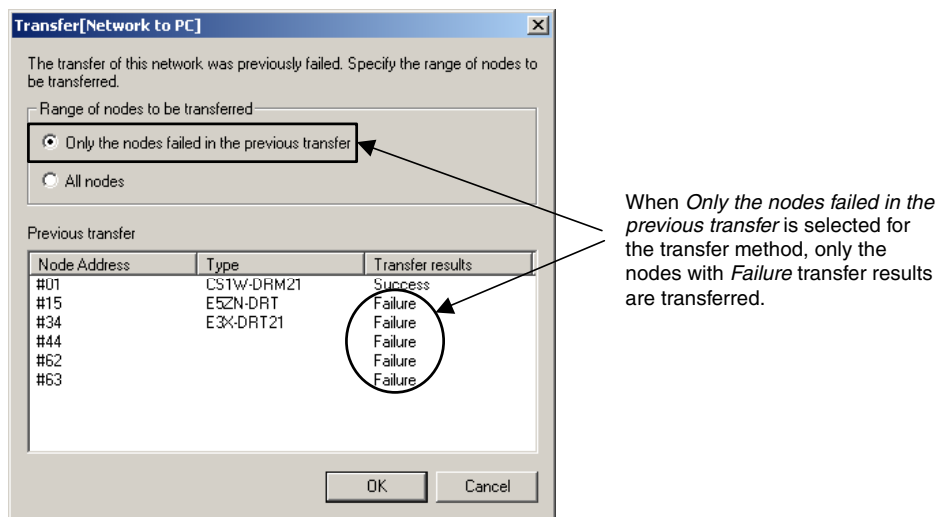 Transfer[Network to PC]
The transfer of this network was previously failed. Specify the range of nodes to
be transferred.
Range of nodes to be transferred
Only the nodes failed in the previous transfer
All nodes
Previous transfer
Node Address Type Transfer results
#01 CS1W-DRM21 Success
#15 E5ZN-DRT Failure
#34 E3X-DRT21 Failure
#44 Failure
#62 Failure
#63 Failure
OK Cancel
When Only the nodes failed in the
previous transfer is selected for
the transfer method, only the
nodes with Failure transfer results
are transferred.